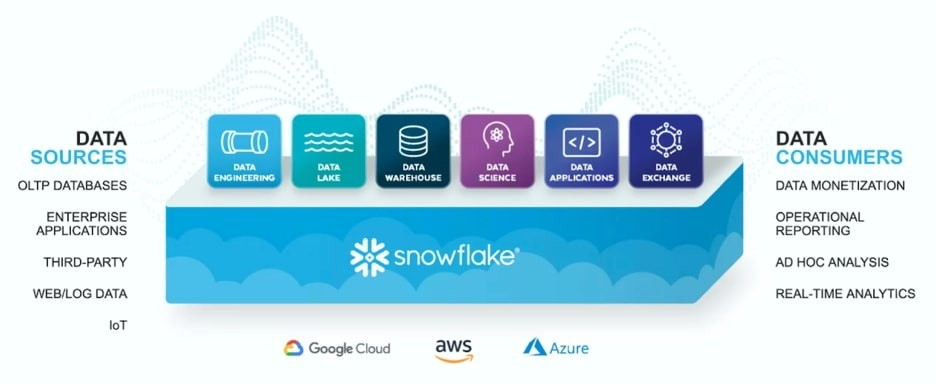 DATA
SOURCES
OLTP DATABASES
ENTERPRISE
APPLICATIONS
THIRD-PARTY
WEB/LOG DATA
IoT
DATA
ENGINEERING
DATA
LAKE
DATA
WAREHOUSE
DATA
SCIENCE
DATA
APPLICATIONS
DATA
EXCHANGE
snowflake®
Google Cloud
aws
Azure
DATA
CONSUMERS
DATA MONETIZATION
OPERATIONAL
REPORTING
AD HOC ANALYSIS
REAL-TIME ANALYTICS